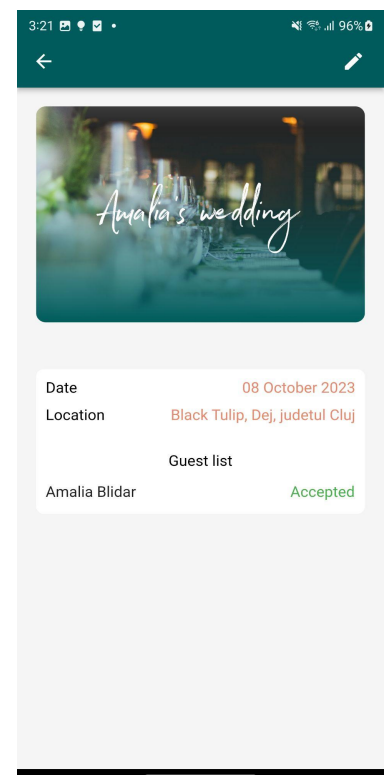 3:21 96%
Amalia's wedding
Date 08 October 2023
Location Black Tulip, Dej, judetul Cluj
Guest list
Amalia Blidar Accepted